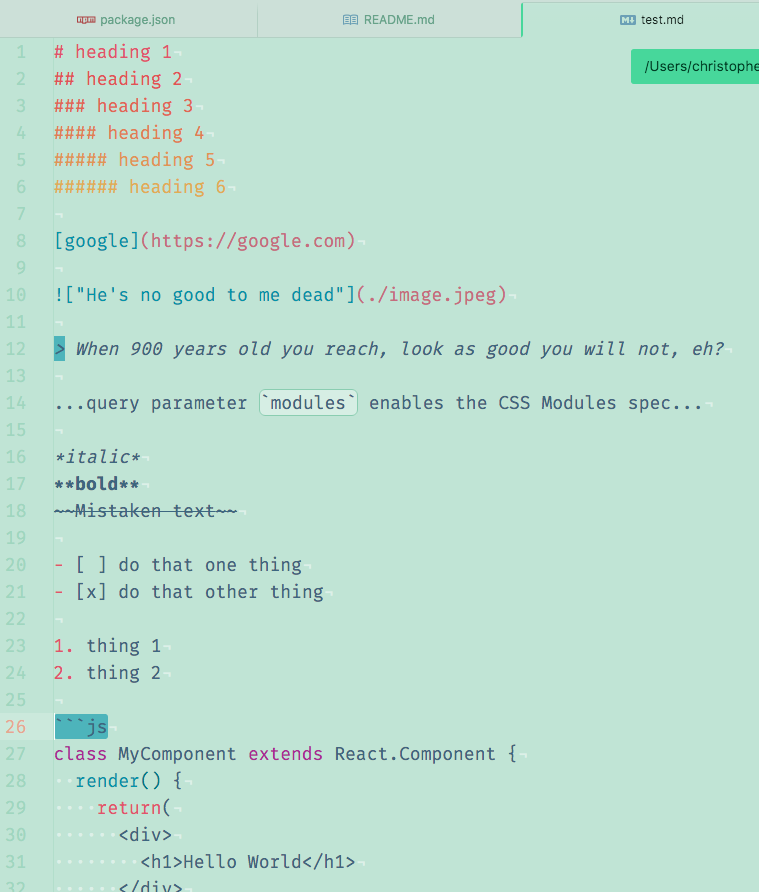 package.json README.md test.md
/Users/christophe
1 # heading 1¬
2 ## heading 2¬
3 ### heading 3¬
4 #### heading 4¬
5 ##### heading 5¬
6 ###### heading 6¬
7 ¬
8 [google](https://google.com)¬
9 ¬
10 !["He's no good to me dead"](./image.jpeg)¬
11 ¬
12 > When 900 years old you reach, look as good you will not, eh?¬
13 ¬
14 ...query parameter `modules` enables the CSS Modules spec...¬
15 ¬
16 *italic*¬
17 **bold**¬
18 ~~Mistaken text~~¬
19 ¬
20 - [ ] do that one thing¬
21 - [x] do that other thing¬
22 ¬
23 1. thing 1¬
24 2. thing 2¬
25 ¬
26 ```js¬
27 class MyComponent extends React.Component {¬
28 ··render() {¬
29 ····return(¬
30 ······<div>¬
31 ········<h1>Hello World</h1>¬
32 ······</div>¬